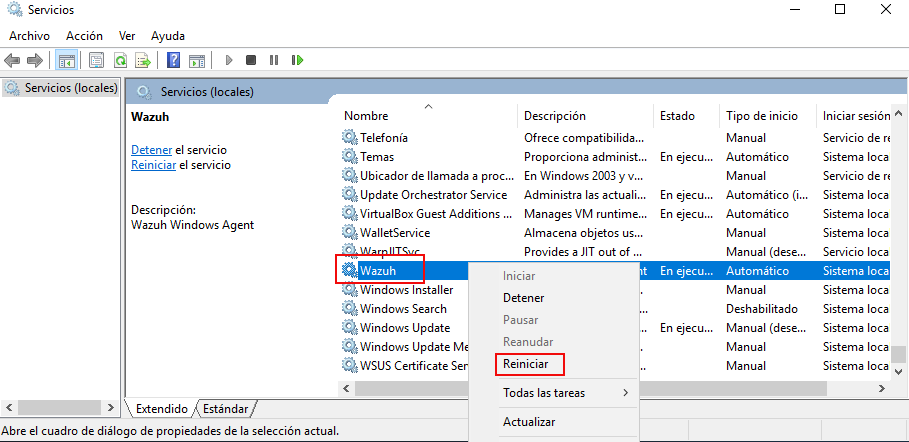 Servicios
Archivo Acción Ver Ayuda
Servicios (locales)
Servicios (locales)
Wazuh
Detener el servicio
Reiniciar el servicio
Descripción:
Wazuh Windows Agent
Nombre Descripción Estado Tipo de inicio Iniciar sesión
Telefonía Ofrece compatibilida... Manual Servicio de re
Temas Proporciona administ... En ejecu... Automático Sistema loca
Ubicador de llamada a proc... En Windows 2003 y v... Manual Servicio de re
Update Orchestrator Service Administra las actuali... En ejecu... Automático (i... Sistema loca
VirtualBox Guest Additions ... Manages VM runtime... En ejecu... Automático Sistema loca
WalletService Almacena objetos us... Manual Sistema loca
WarpJITSvc Provides a JIT out of ... Manual (dese... Servicio loca
Wazuh nt En ejecu... Automático Sistema loca
Windows Installer Manual Sistema loca
Windows Search Deshabilitado Sistema loca
Windows Update En ejecu... Manual (dese... Sistema loca
Windows Update Me Manual Sistema loca
WSUS Certificate Ser Manual Sistema loca
Iniciar
Detener
Pausar
Reanudar
Reiniciar
Todas las tareas
Actualizar
Extendido Estándar
Abre el cuadro de diálogo de propiedades de la selección actual.